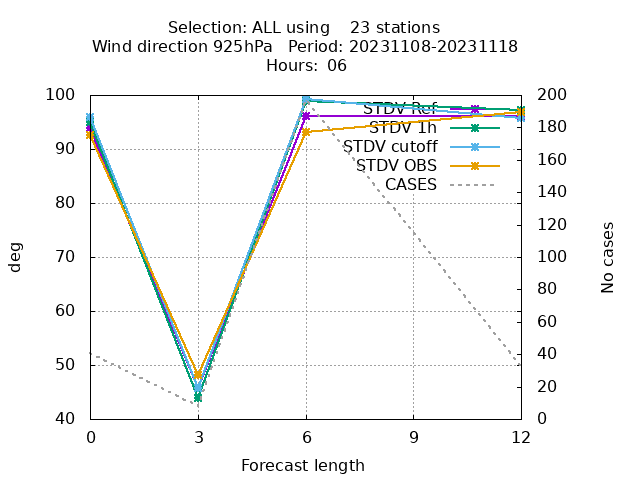 Selection: ALL using    23 stations
Wind direction 925hPa   Period: 20231108-20231118
Hours:  06
100
90
80
70
60
50
40
deg
200
180
160
140
120
100
80
60
40
20
0
No cases
STDV Ref
STDV 1h
STDV cutoff
STDV OBS
CASES
0
3
6
9
12
Forecast length